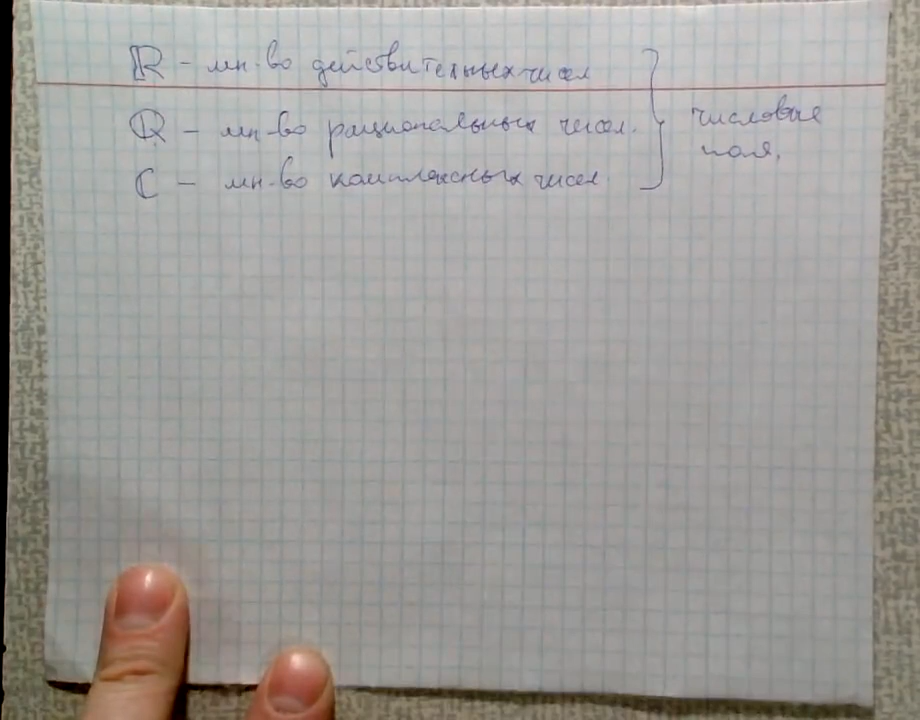 ℝ - мн-во действительных чисел
ℚ - мн-во рациональных чисел.
ℂ - мн-во комплексных чисел
числовые
поля.